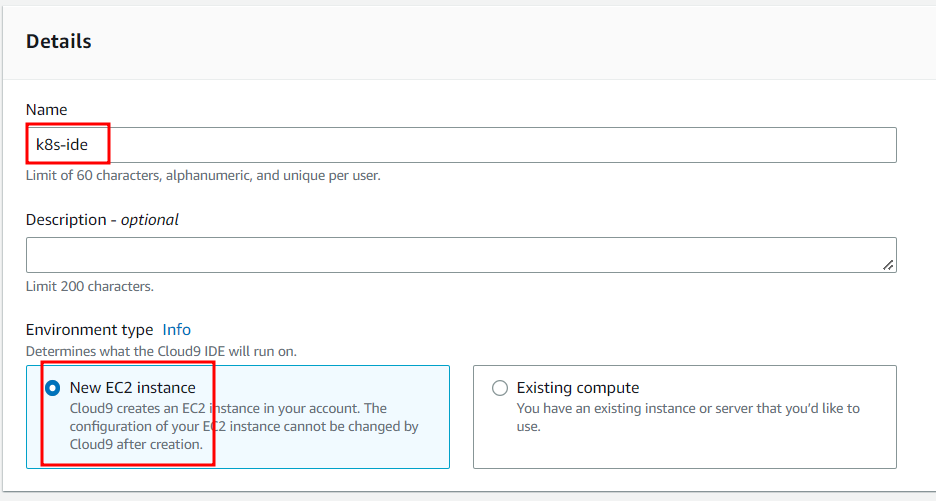 Details
Name
k8s-ide
Limit of 60 characters, alphanumeric, and unique per user.
Description - optional
Limit 200 characters.
Environment type Info
Determines what the Cloud9 IDE will run on.
New EC2 instance
Cloud9 creates an EC2 instance in your account. The
configuration of your EC2 instance cannot be changed by
Cloud9 after creation.
Existing compute
You have an existing instance or server that you'd like to
use.